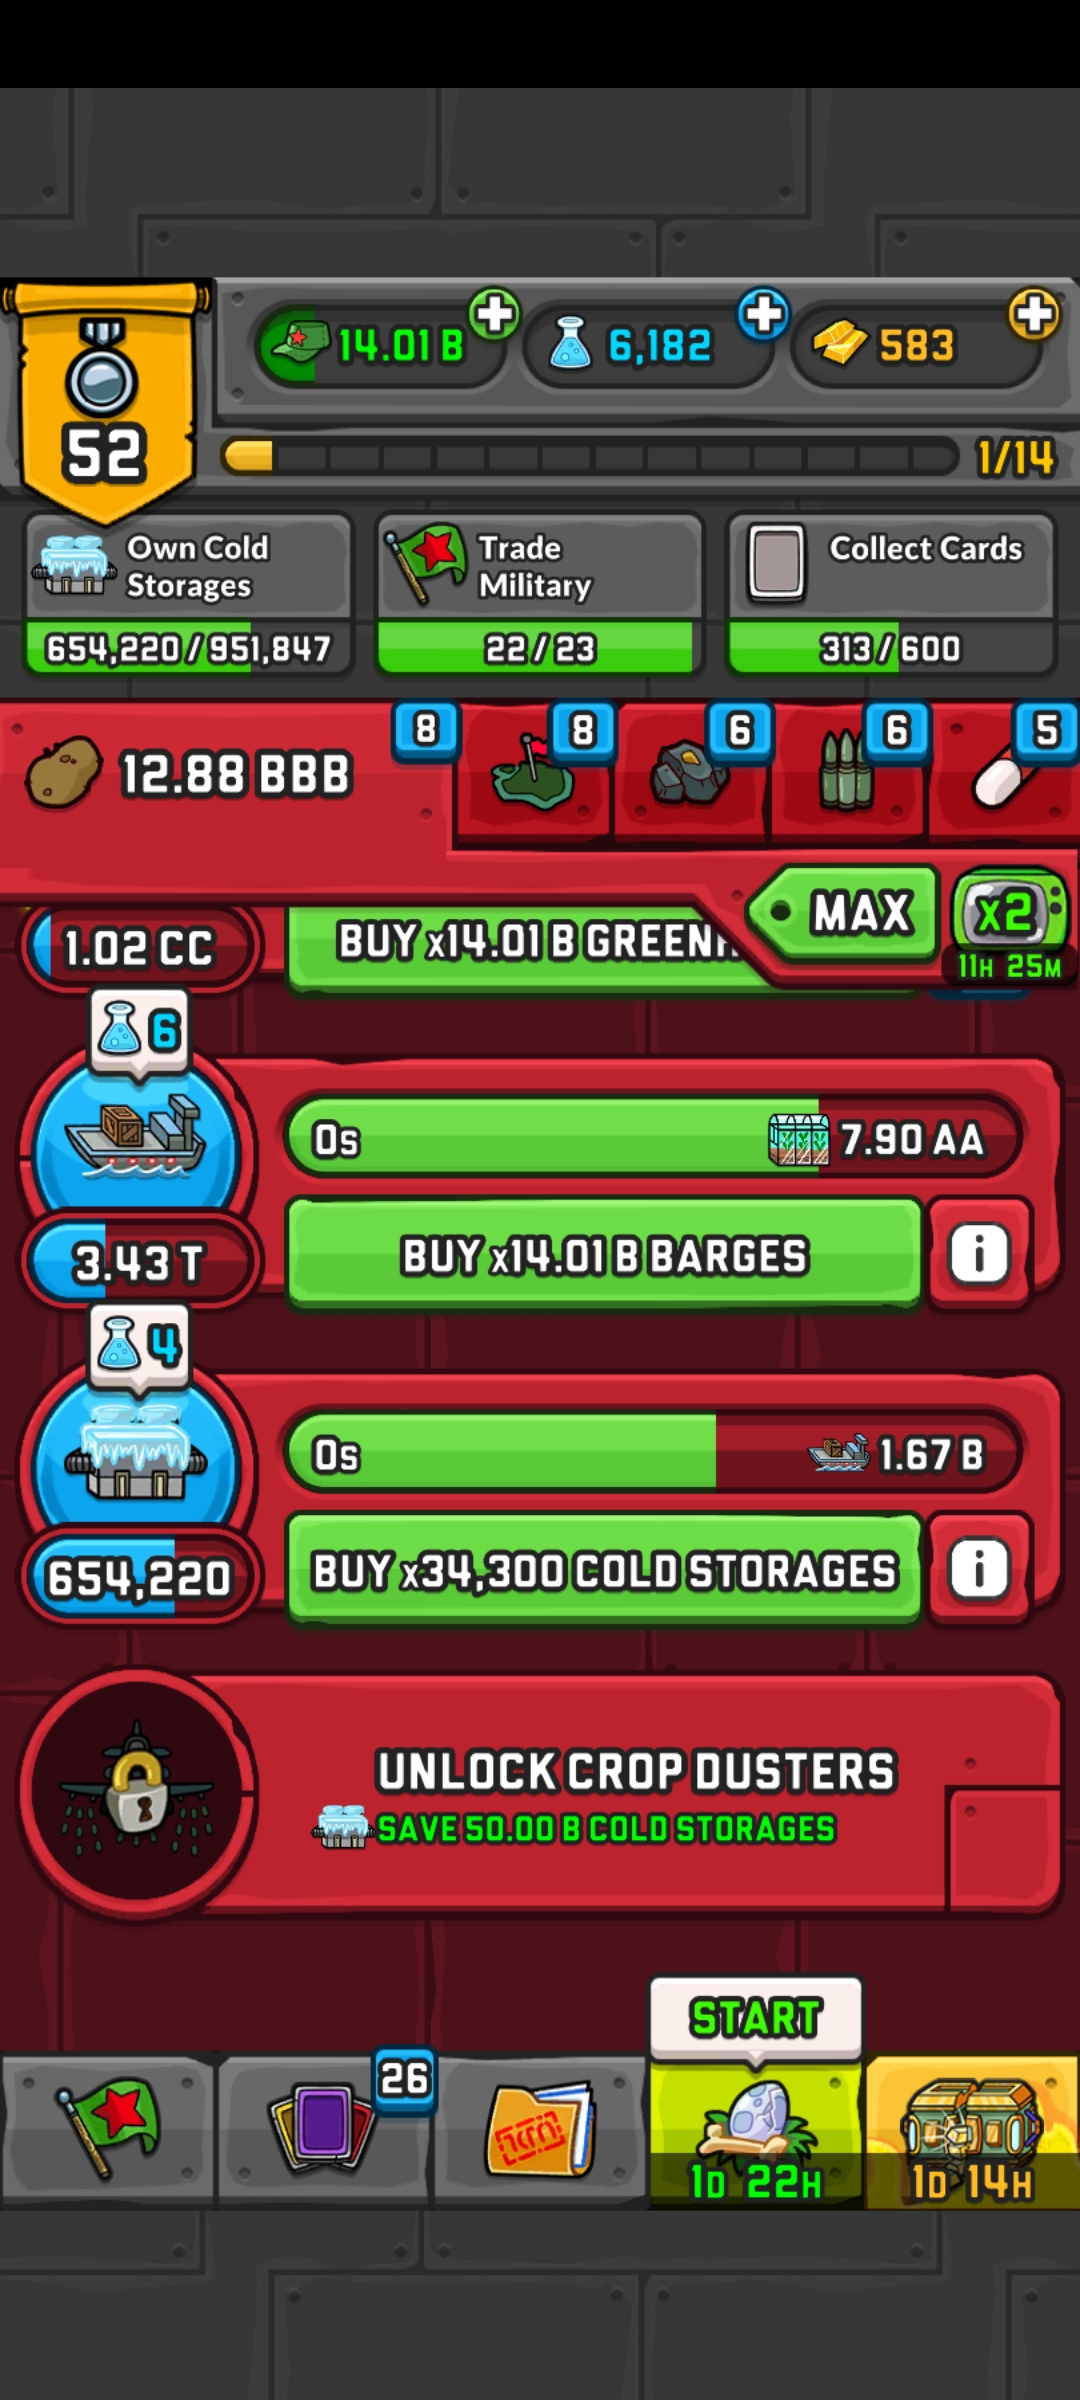 14.01 B
6,182
583
52
1/14
Own Cold
Storages
654,220/951,847
Trade
Military
22/23
Collect Cards
313/600
12.88 BBB
8
8
6
6
5
MAX
x2
11H 25M
1.02 CC
BUY x14.01 B GREENH
6
0s
7.90 AA
3.43 T
BUY x14.01 B BARGES
i
4
0s
1.67 B
654,220
BUY x34,300 COLD STORAGES
i
UNLOCK CROP DUSTERS
SAVE 50.00 B COLD STORAGES
START
26
1D 22H
1D 14H